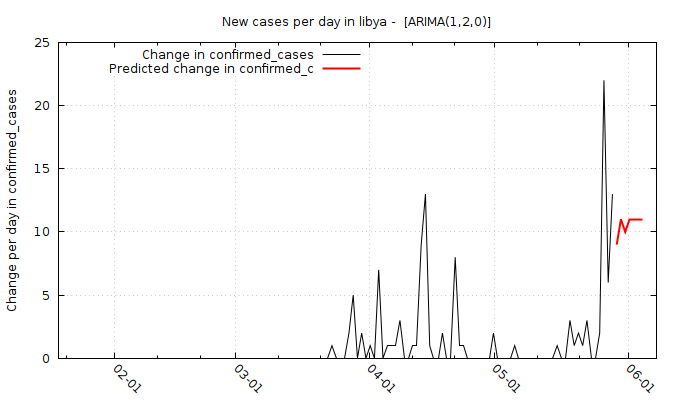 New cases per day in libya -  [ARIMA(1,2,0)]
Change in confirmed_cases
Predicted change in confirmed_c
Change per day in confirmed_cases
25
20
15
10
5
0
02-01
03-01
04-01
05-01
06-01